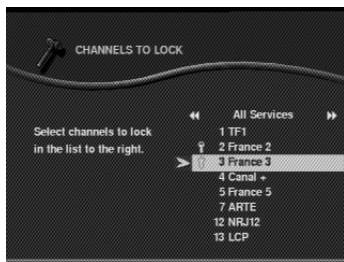 CHANNELS TO LOCK
All Services
Select channels to lock
in the list to the right.
1 TF1
2 France 2
3 France 3
4 Canal +
5 France 5
7 ARTE
12 NRJ12
13 LCP